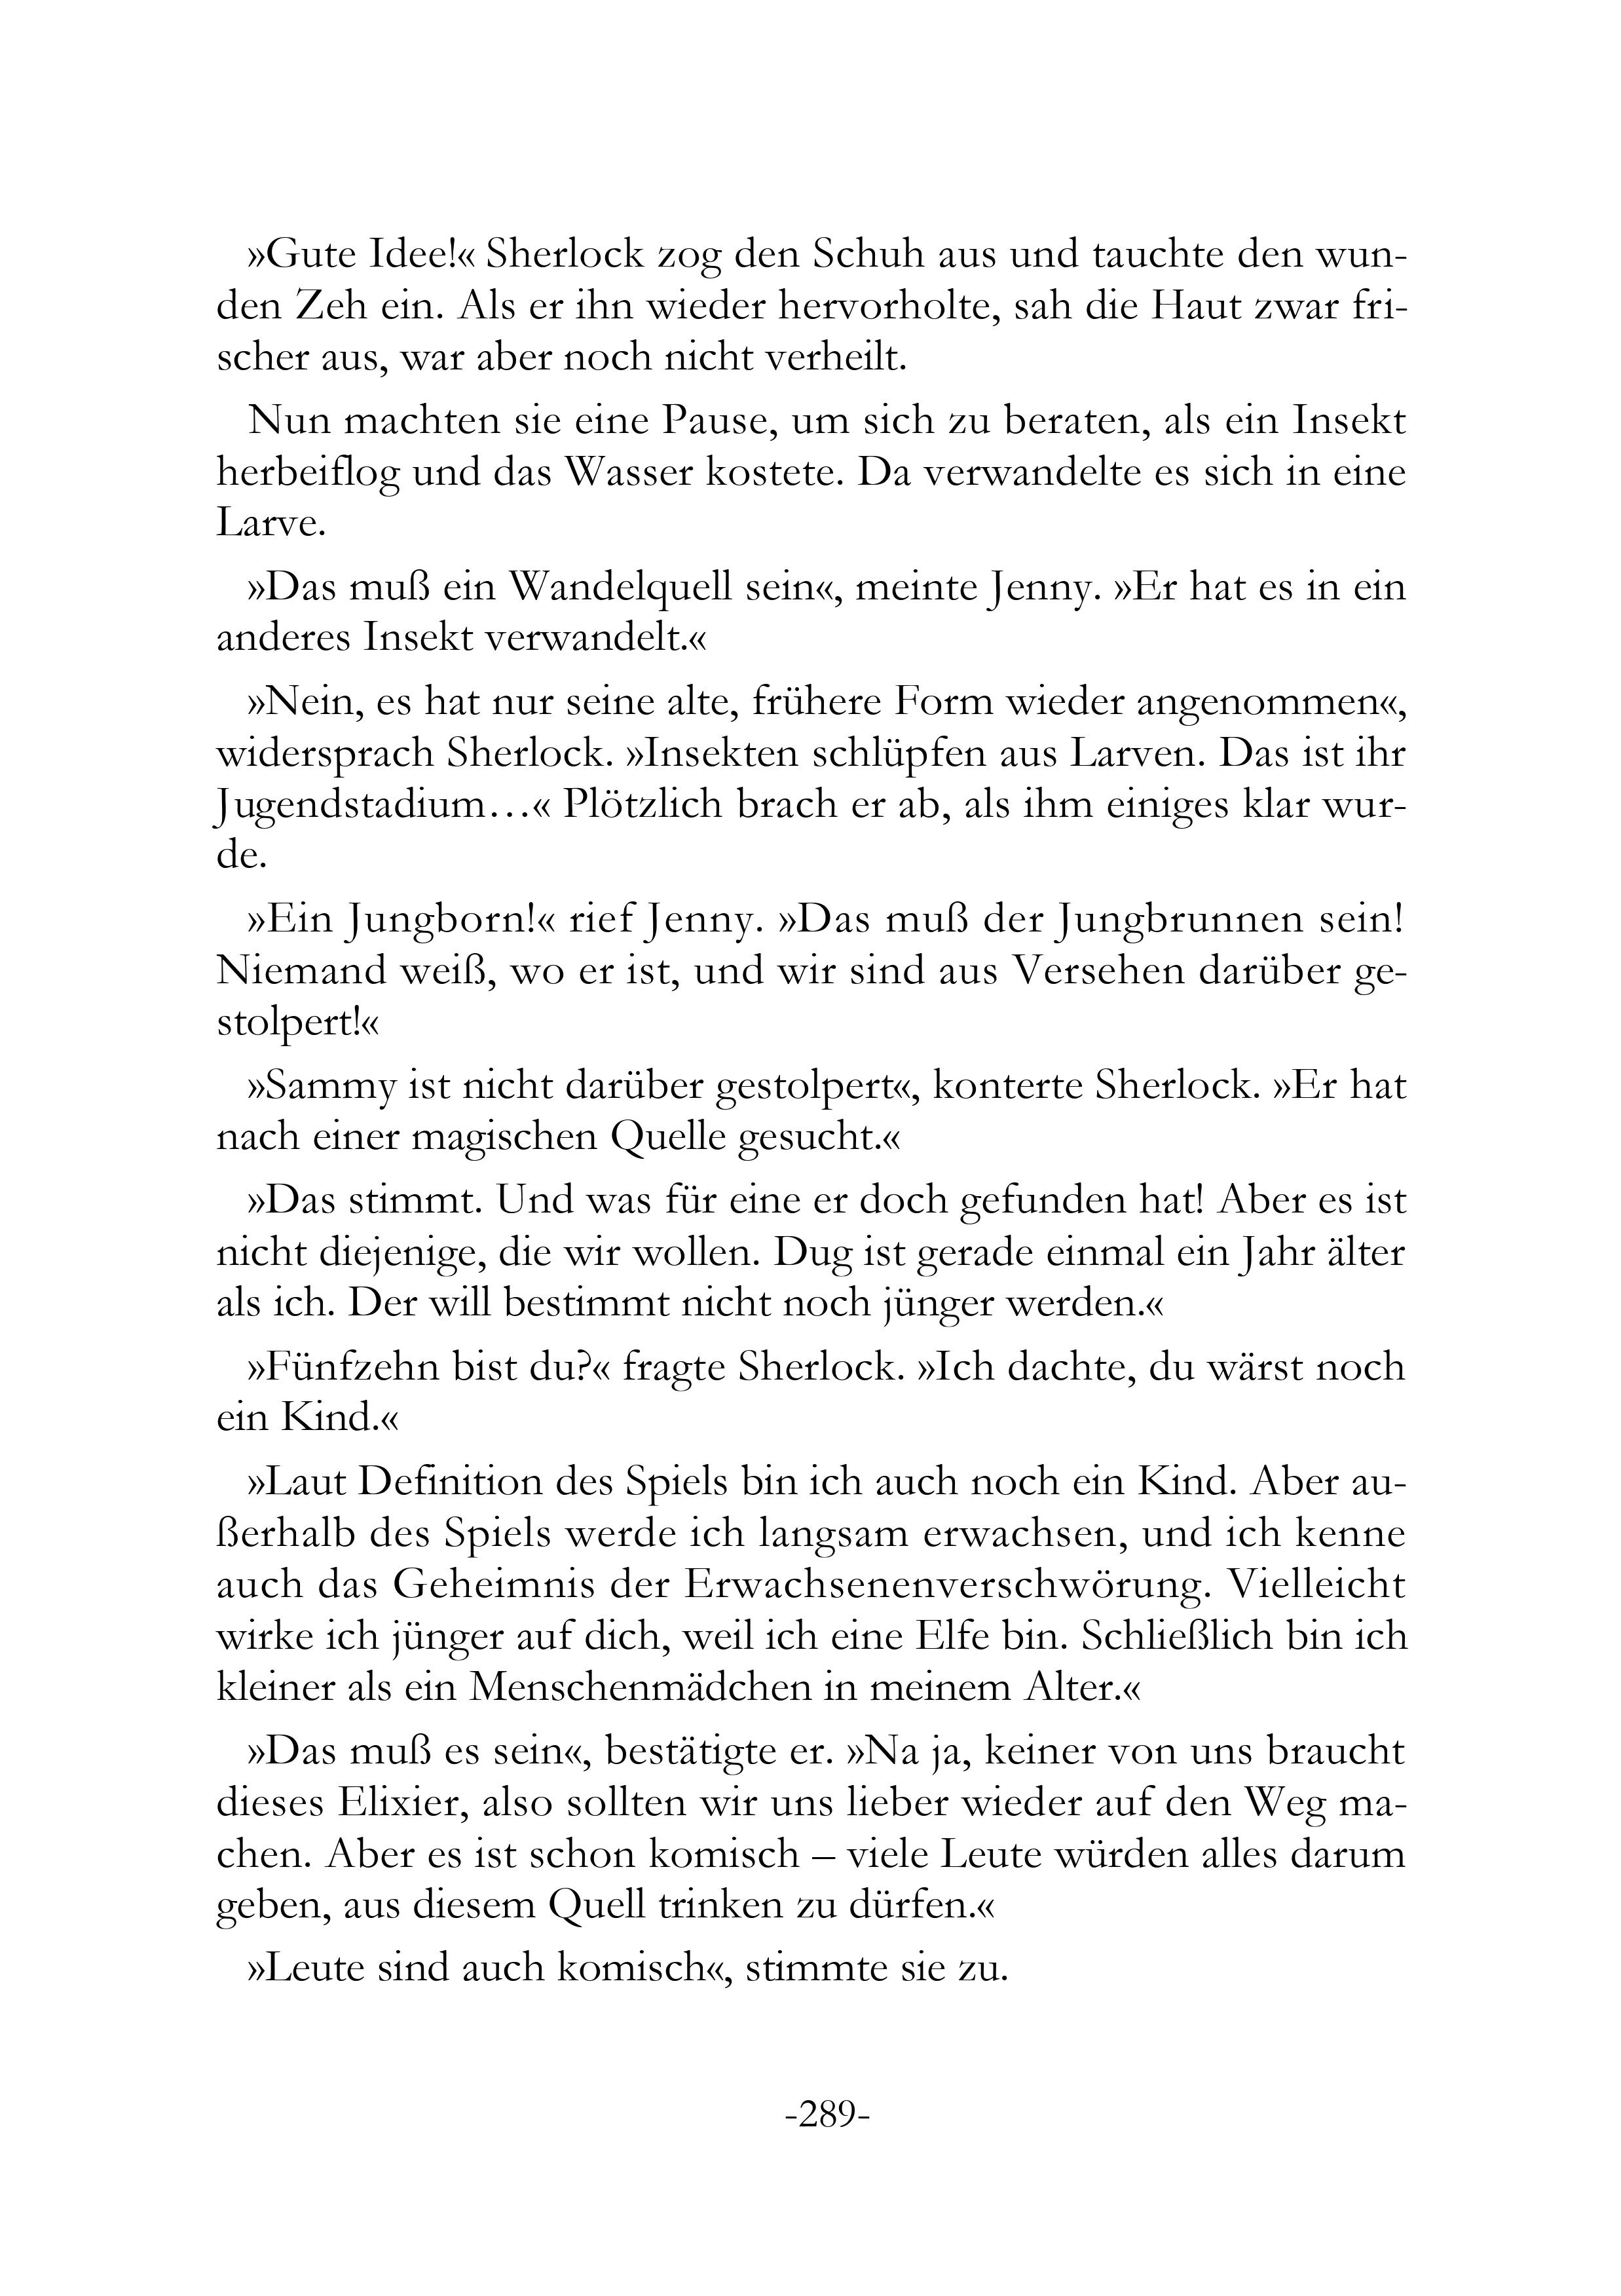 »Gute Idee!« Sherlock zog den Schuh aus und tauchte den wun-
den Zeh ein. Als er ihn wieder hervorholte, sah die Haut zwar fri-
scher aus, war aber noch nicht verheilt.
Nun machten sie eine Pause, um sich zu beraten, als ein Insekt
herbeiflog und das Wasser kostete. Da verwandelte es sich in eine
Larve.
»Das muß ein Wandelquell sein«, meinte Jenny. »Er hat es in ein
anderes Insekt verwandelt.«
»Nein, es hat nur seine alte, frühere Form wieder angenommen«,
widersprach Sherlock. »Insekten schlüpfen aus Larven. Das ist ihr
Jugendstadium…« Plötzlich brach er ab, als ihm einiges klar wur-
de.
»Ein Jungborn!« rief Jenny. »Das muß der Jungbrunnen sein!
Niemand weiß, wo er ist, und wir sind aus Versehen darüber ge-
stolpert!«
»Sammy ist nicht darüber gestolpert«, konterte Sherlock. »Er hat
nach einer magischen Quelle gesucht.«
»Das stimmt. Und was für eine er doch gefunden hat! Aber es ist
nicht diejenige, die wir wollen. Dug ist gerade einmal ein Jahr älter
als ich. Der will bestimmt nicht noch jünger werden.«
»Fünfzehn bist du?« fragte Sherlock. »Ich dachte, du wärst noch
ein Kind.«
»Laut Definition des Spiels bin ich auch noch ein Kind. Aber au-
ßerhalb des Spiels werde ich langsam erwachsen, und ich kenne
auch das Geheimnis der Erwachsenenverschwörung. Vielleicht
wirke ich jünger auf dich, weil ich eine Elfe bin. Schließlich bin ich
kleiner als ein Menschenmädchen in meinem Alter.«
»Das muß es sein«, bestätigte er. »Na ja, keiner von uns braucht
dieses Elixier, also sollten wir uns lieber wieder auf den Weg ma-
chen. Aber es ist schon komisch – viele Leute würden alles darum
geben, aus diesem Quell trinken zu dürfen.«
»Leute sind auch komisch«, stimmte sie zu.
-289-